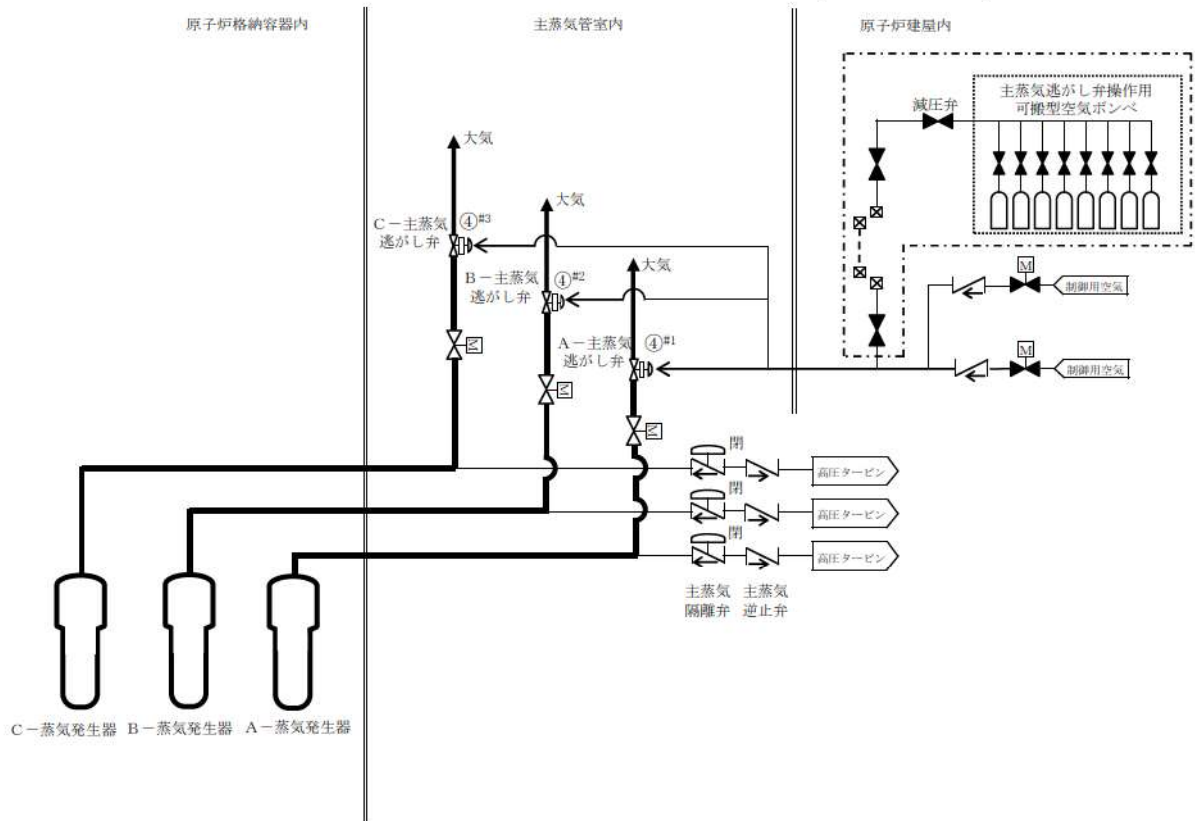 原子炉格納容器内
主蒸気管室内
原子炉建屋内
主蒸気逃がし弁操作用
可搬型空気ボンベ
減圧弁
大気
C－主蒸気
逃がし弁
④#3
大気
B－主蒸気
逃がし弁
④#2
大気
A－主蒸気
逃がし弁
④#1
M
制御用空気
M
制御用空気
M
M
M
閉
高圧タービン
閉
高圧タービン
閉
高圧タービン
主蒸気
隔離弁
主蒸気
逆止弁
C－蒸気発生器
B－蒸気発生器
A－蒸気発生器